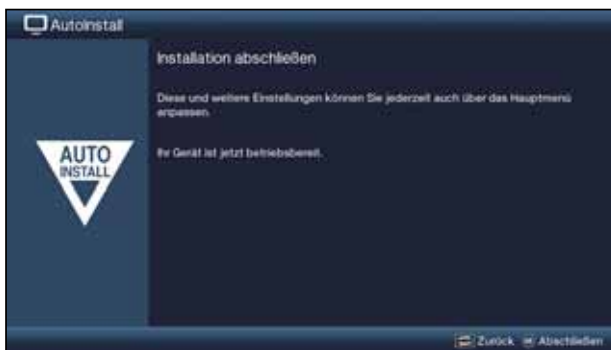 AutoInstall
Installation abschließen
Diese und weitere Einstellungen können Sie jederzeit auch über das Hauptmenü
anpassen.
AUTO
INSTALL
Ihr Gerät ist jetzt betriebsbereit.
Zurück Abschließen